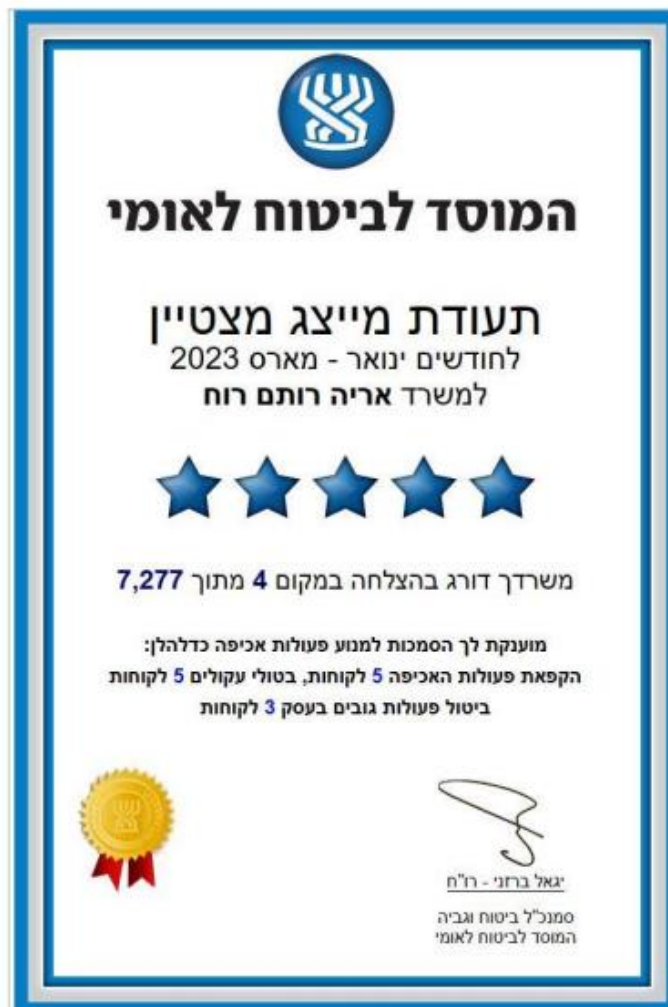 המוסד לביטוח לאומי
תעודת מייצג מצטיין
לחודשים ינואר - מארס 2023
למשרד אריה רותם רוח
משרדך דורג בהצלחה במקום 4 מתוך 7,277
מוענקת לך הסמכות למנוע פעולות אכיפה כדלהלן:
הקפאת פעולות האכיפה 5 לקוחות, בטולי עקולים 5 לקוחות
ביטול פעולות גובים בעסק 3 לקוחות
יגאל ברזני - רו"ח
סמנכ"ל ביטוח וגביה
המוסד לביטוח לאומי